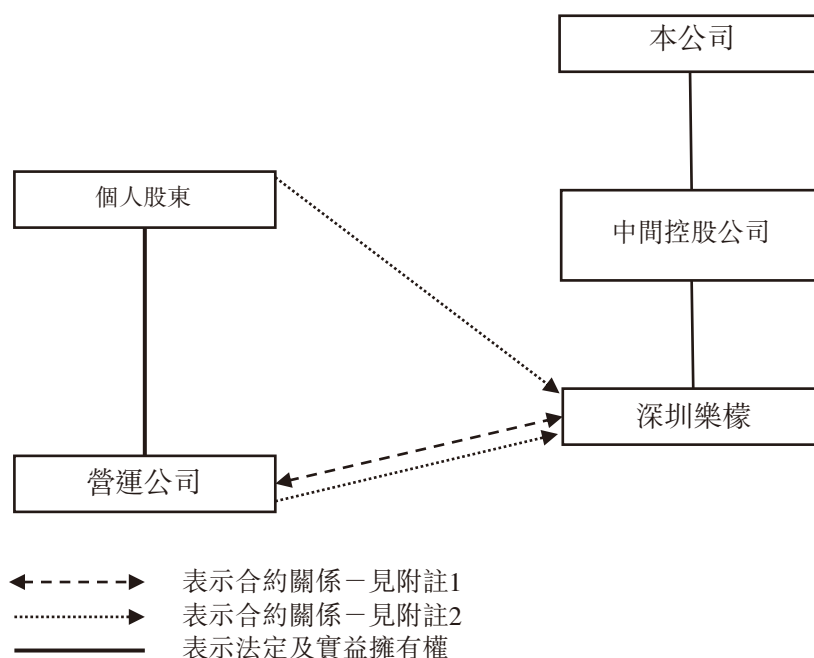 本公司
個人股東
中間控股公司
深圳樂檬
營運公司
表示合約關係－見附註1
表示合約關係－見附註2
表示法定及實益擁有權